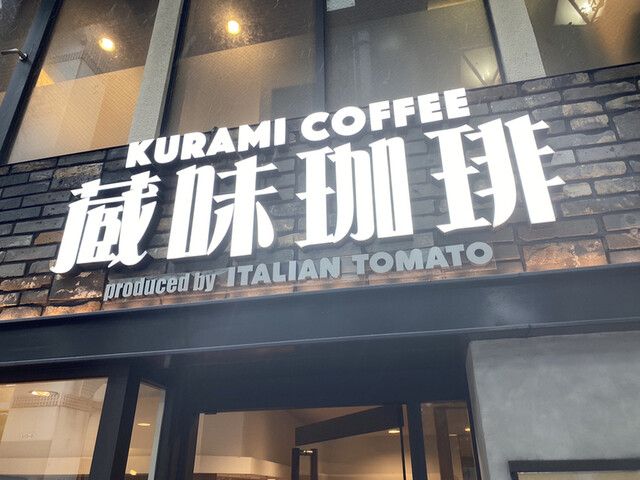 KURAMI COFFEE
蔵味珈琲
produced by ITALIAN TOMATO